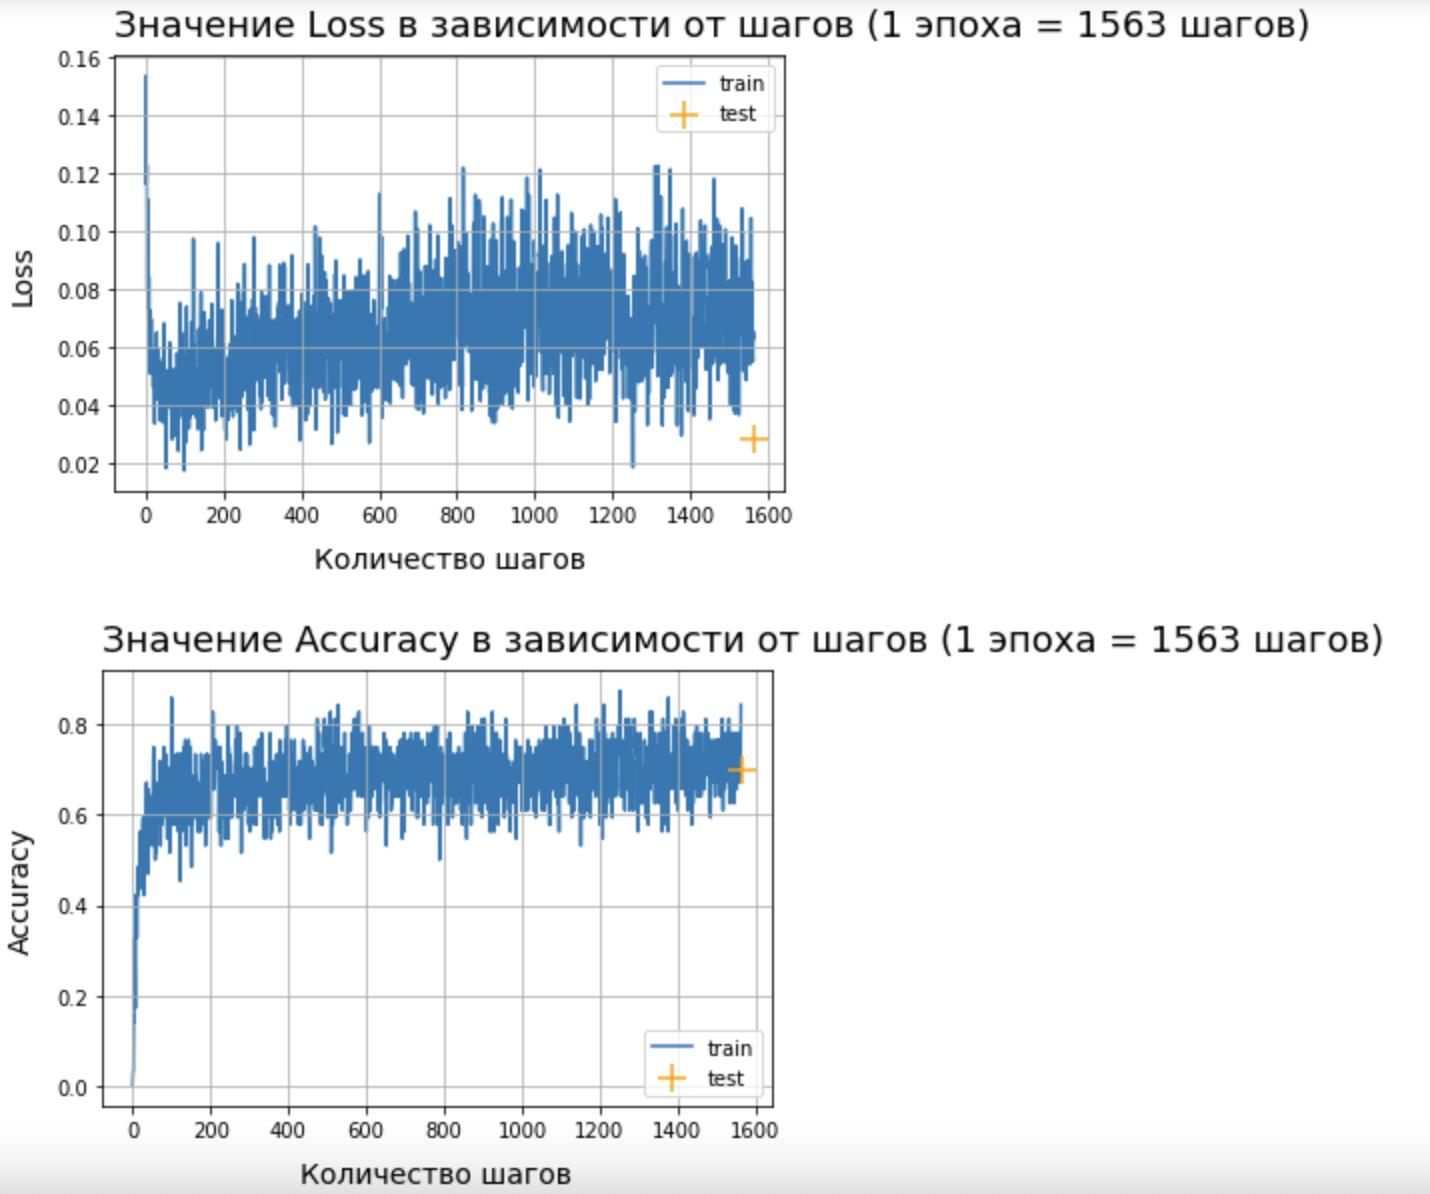 Значение Loss в зависимости от шагов (1 эпоха = 1563 шагов)
0.16
0.14
0.12
0.10
0.08
0.06
0.04
0.02
Loss
train
test
0 200 400 600 800 1000 1200 1400 1600
Количество шагов
Значение Accuracy в зависимости от шагов (1 эпоха = 1563 шагов)
0.8
0.6
0.4
0.2
0.0
Accuracy
train
test
0 200 400 600 800 1000 1200 1400 1600
Количество шагов